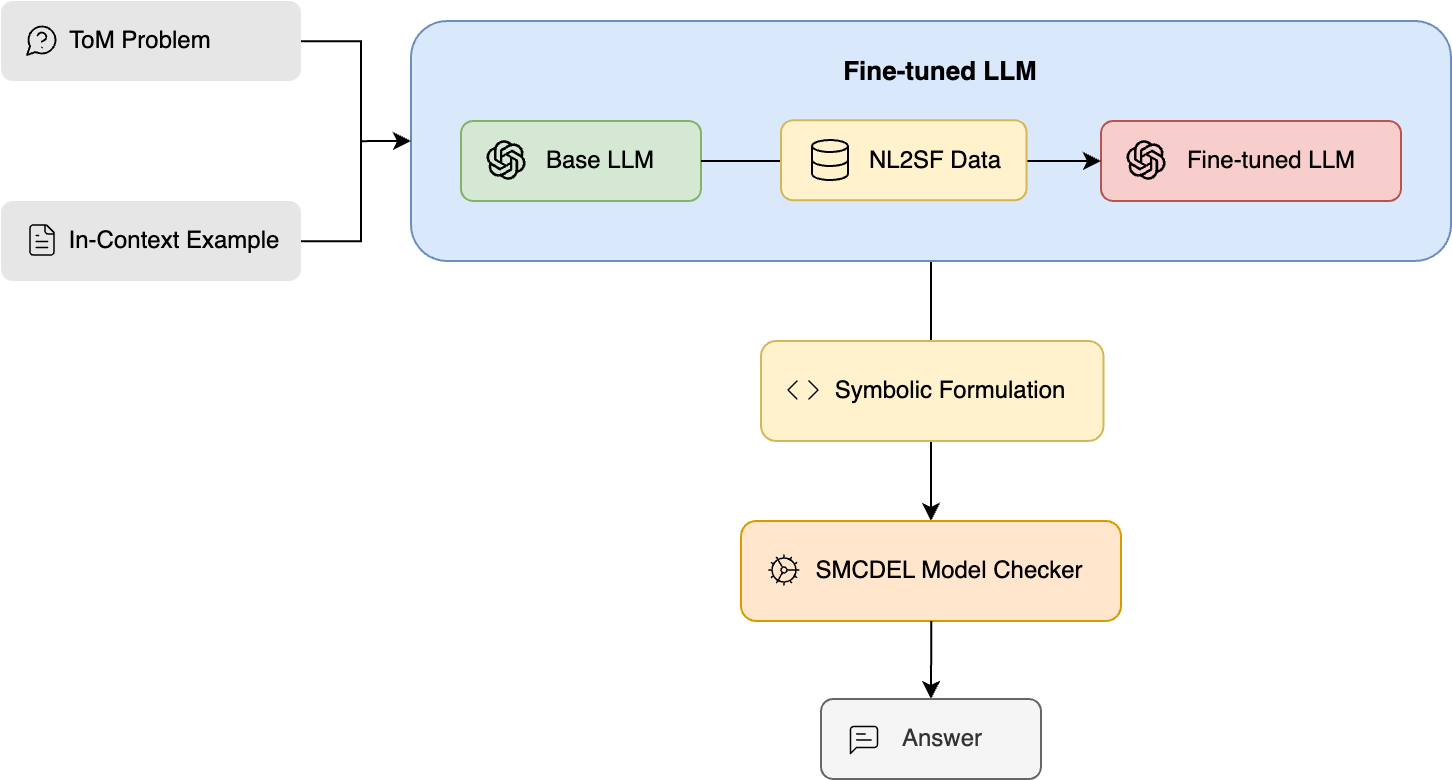 ToM Problem
Fine-tuned LLM
Base LLM
NL2SF Data
Fine-tuned LLM
In-Context Example
Symbolic Formulation
SMCDEL Model Checker
Answer